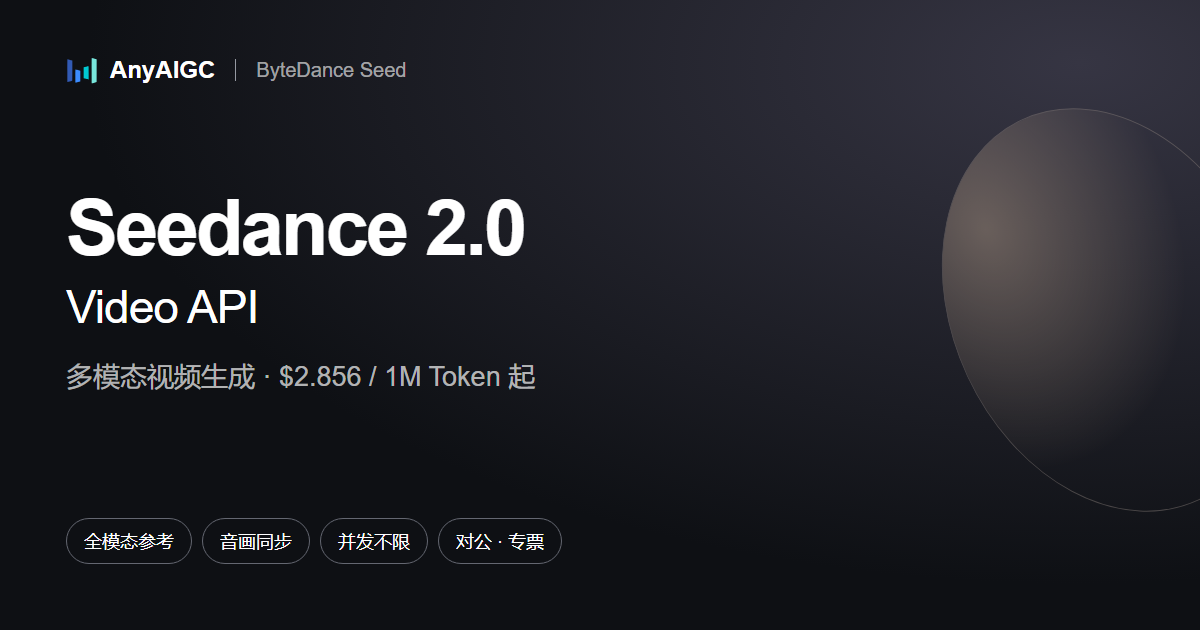 AnyAIGC | ByteDance Seed
Seedance 2.0
Video API
多模态视频生成 · $2.856 / 1M Token 起
全模态参考 音画同步 并发不限 对公 · 专票